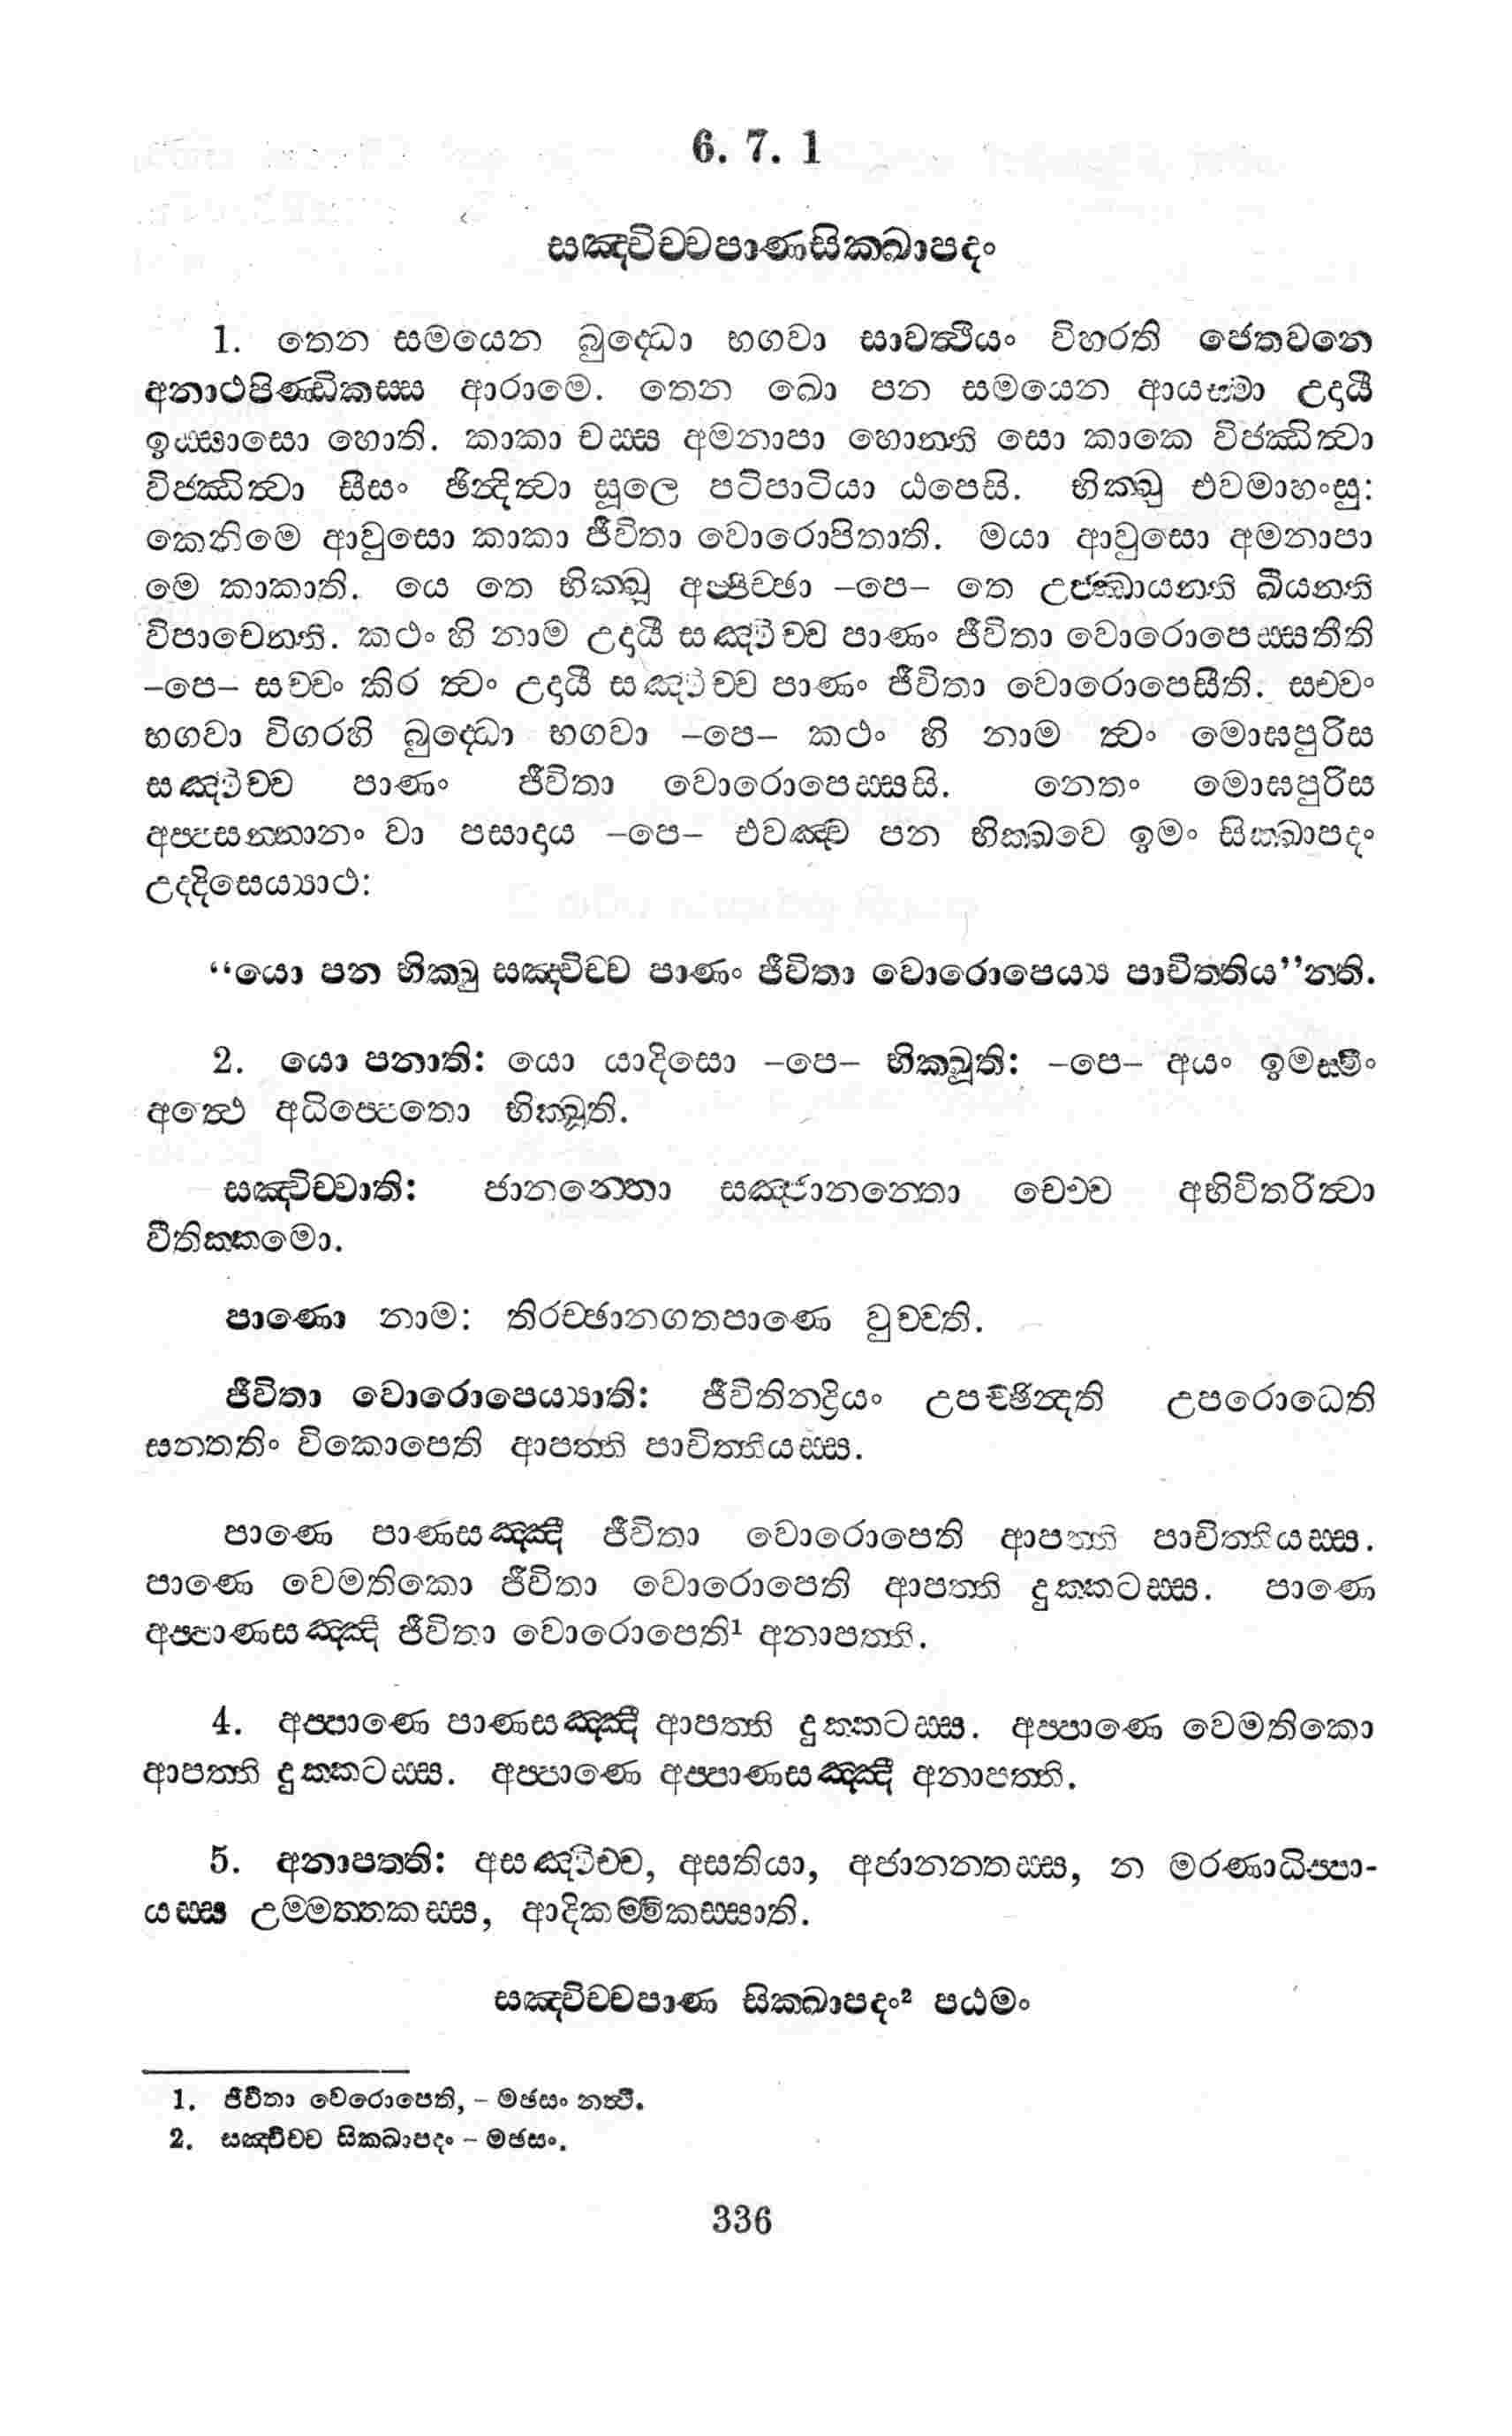 6. 7. 1
සඤ්චිච්චපාණසික්ඛාපදං
1. තෙන සමයෙන බුද්ධො භගවා සාවත්ථියං විහරති ජෙතවනෙ
අනාථපිණ්ඩිකස්ස ආරාමෙ. තෙන ඛො පන සමයෙන ආයස්මා උදායී
ඉස්සාසො හොති. කාකා චස්ස අමනාපා හොන්ති සො කාකෙ විජ්ඣිත්වා
විජ්ඣිත්වා සීසං ඡින්දිත්වා සූලෙ පටිපාටියා ඨපෙසි. භික්ඛු එවමාහංසු:
කෙනිමෙ ආවුසො කාකා ජීවිතා වොරොපිතාති. මයා ආවුසො අමනාපා
මෙ කාකාති. යෙ තෙ භික්ඛූ අප්පිච්ඡා –පෙ– තෙ උජ්ඣායන්ති ඛීයන්ති
විපාචෙන්ති. කථං හි නාම උදායී සඤ්චිච්ච පාණං ජීවිතා වොරොපෙස්සතීති
–පෙ– සච්චං කිර ත්වං උදායී සඤ්චිච්ච පාණං ජීවිතා වොරොපෙසීති. සච්චං
භගවා විගරහි බුද්ධො භගවා –පෙ– කථං හි නාම ත්වං මොඝපුරිස
සඤ්චිච්ච පාණං ජීවිතා වොරොපෙස්සසි. නෙතං මොඝපුරිස
අප්පසන්නානං වා පසාදාය –පෙ– එවඤ්ච පන භික්ඛවෙ ඉමං සික්ඛාපදං
උද්දිසෙය්‍යාථ:
“යො පන භික්ඛු සඤ්චිච්ච පාණං ජීවිතා වොරොපෙය්‍ය පාචිත්තිය”න්ති.
2. යො පනාති: යො යාදිසො –පෙ– භික්ඛූති: –පෙ– අයං ඉමස්මිං
අත්ථෙ අධිප්පෙතො භික්ඛූති.
සඤ්චිච්චාති: ජානන්තො සඤ්ජානන්තො චෙච්ච අභිවිතරිත්වා
වීතික්කමො.
පාණො නාම: තිරච්ඡානගතපාණෙ වුච්චති.
ජීවිතා වොරොපෙය්‍යාති: ජීවිතින්ද්‍රියං උපච්ඡින්දති උපරොධෙති
සන්තතිං විකොපෙති ආපත්ති පාචිත්තියස්ස.
පාණෙ පාණසඤ්ඤී ජීවිතා වොරොපෙති ආපත්ති පාචිත්තියස්ස.
පාණෙ වෙමතිකො ජීවිතා වොරොපෙති ආපත්ති දුක්කටස්ස. පාණෙ
අප්පාණසඤ්ඤී ජීවිතා වොරොපෙති¹ අනාපත්ති.
4. අප්පාණෙ පාණසඤ්ඤී ආපත්ති දුක්කටස්ස. අප්පාණෙ වෙමතිකො
ආපත්ති දුක්කටස්ස. අප්පාණෙ අප්පාණසඤ්ඤී අනාපත්ති.
5. අනාපත්ති: අසඤ්චිච්ච, අසතියා, අජානන්තස්ස, න මරණාධිප්පා-
යස්ස උම්මත්තකස්ස, ආදිකම්මිකස්සාති.
සඤ්චිච්චපාණ සික්ඛාපදං² පඨමං
1. ජීවිතා වෙරොපෙති, – මඡසං නත්ථි.
2. සඤ්චිච්ච සික්ඛාපදං – මඡසං.
336